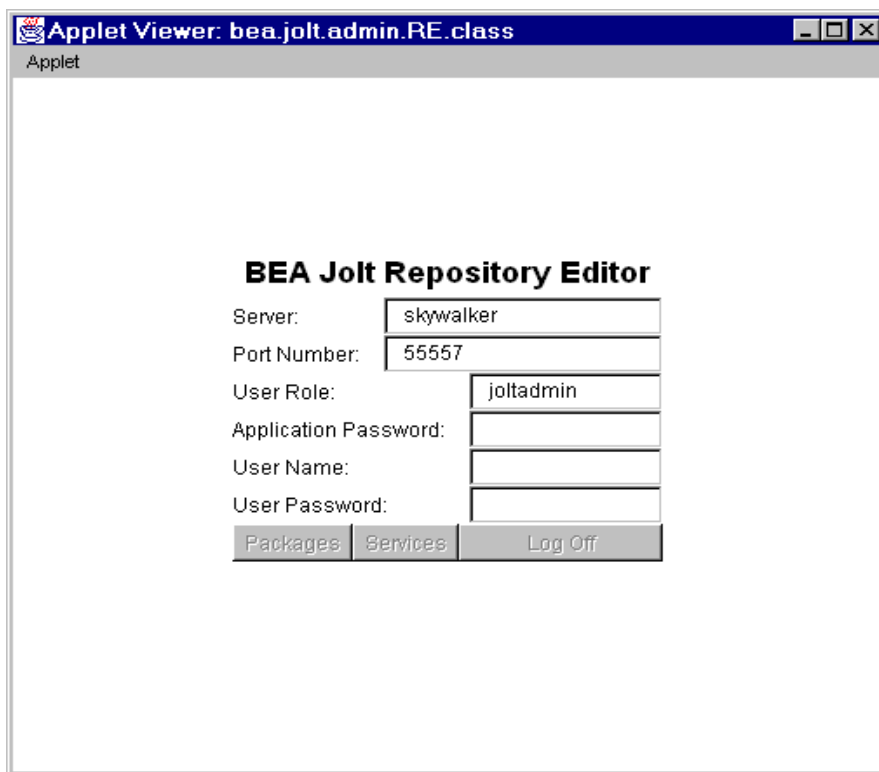 Applet Viewer: bea.jolt.admin.RE.class
Applet
BEA Jolt Repository Editor
Server: skywalker
Port Number: 55557
User Role: joltadmin
Application Password:
User Name:
User Password:
Packages Services Log Off